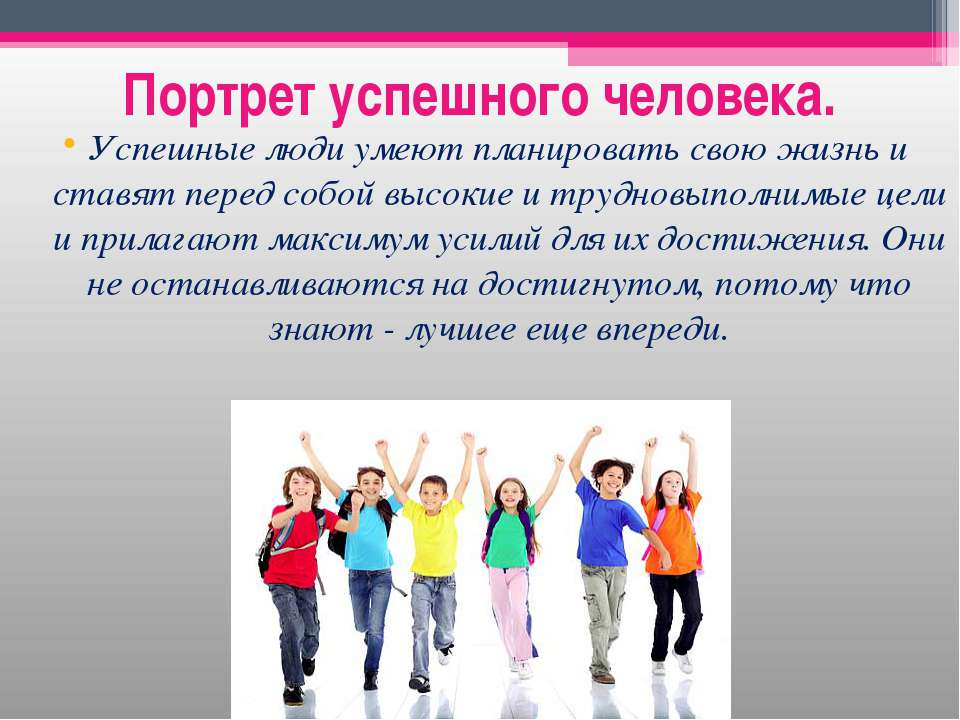 Портрет успешного человека.
• Успешные люди умеют планировать свою жизнь и
ставят перед собой высокие и трудновыполнимые цели
и прилагают максимум усилий для их достижения. Они
не останавливаются на достигнутом, потому что
знают - лучшее еще впереди.